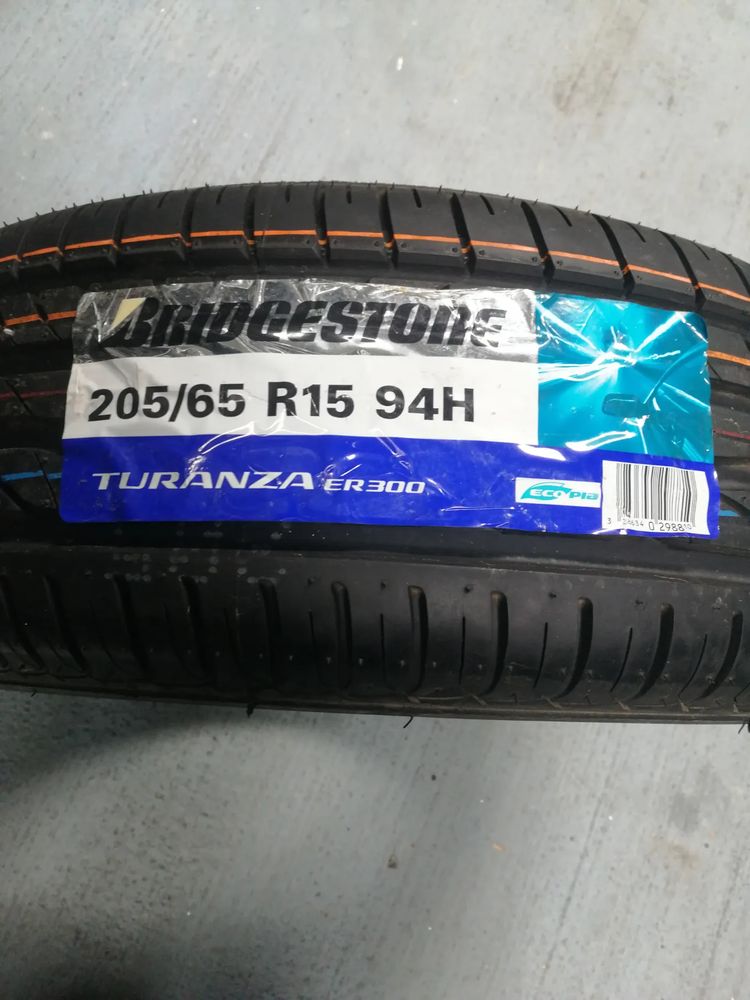 BRIDGESTONE
205/65 R15 94H
TURANZA ER300
ECOPIA